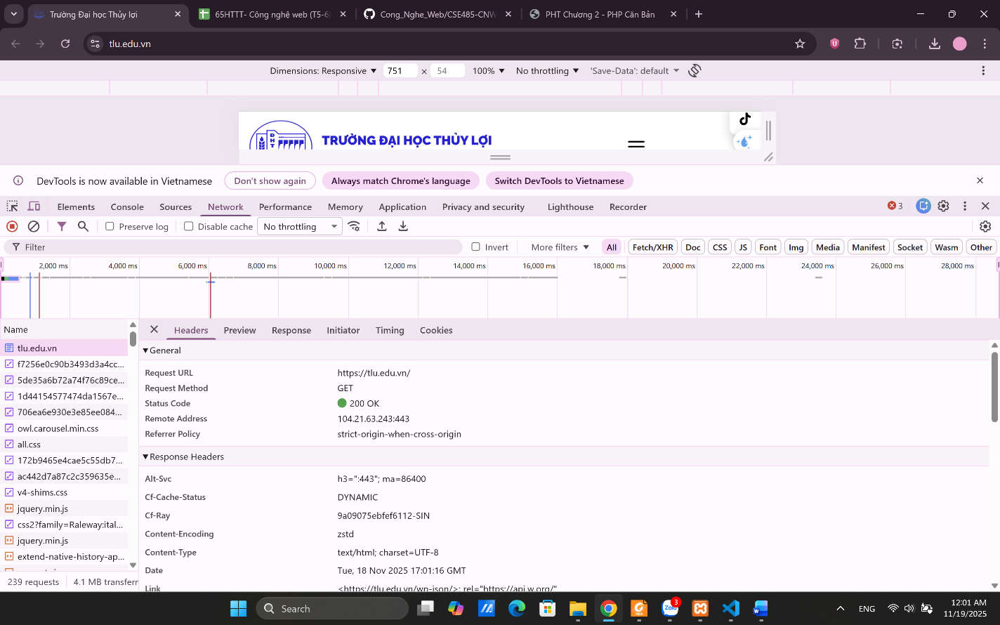 Trường Đại học Thủy lợi
65HTTT- Công nghệ web (T5-6)
Cong_Nghe_Web/CSE485-CNW
PHT Chương 2 - PHP Căn Bản
tlu.edu.vn
Dimensions: Responsive 751 × 54 100% No throttling 'Save-Data': default
TRƯỜNG ĐẠI HỌC THỦY LỢI
DevTools is now available in Vietnamese Don't show again Always match Chrome's language Switch DevTools to Vietnamese
Elements Console Sources Network Performance Memory Application Privacy and security Lighthouse Recorder 3
Preserve log Disable cache No throttling
Filter Invert More filters All Fetch/XHR Doc CSS JS Font Img Media Manifest Socket Wasm Other
2,000 ms 4,000 ms 6,000 ms 8,000 ms 10,000 ms 12,000 ms 14,000 ms 16,000 ms 18,000 ms 20,000 ms 22,000 ms 24,000 ms 26,000 ms 28,000 ms
Name
tlu.edu.vn
f7256e0c90b3493d3a4cc...
5de35a6b72a74f76c89ce...
1d44154577474da1567e...
706ea6e930e3e85ee084...
owl.carousel.min.css
all.css
172b9465e4cae5c55db7...
ac442d7a87c2c359635e...
v4-shims.css
jquery.min.js
css2?family=Raleway:ital...
jquery.min.js
extend-native-history-ap...
239 requests 4.1 MB transferr
Headers Preview Response Initiator Timing Cookies
General
Request URL https://tlu.edu.vn/
Request Method GET
Status Code 200 OK
Remote Address 104.21.63.243:443
Referrer Policy strict-origin-when-cross-origin
Response Headers
Alt-Svc h3=":443"; ma=86400
Cf-Cache-Status DYNAMIC
Cf-Ray 9a09075ebfef6112-SIN
Content-Encoding zstd
Content-Type text/html; charset=UTF-8
Date Tue, 18 Nov 2025 17:01:16 GMT
Link <https://tlu.edu.vn/wp-json/>; rel="https://api.w.org/"
Search
Zalo 3
ENG
12:01 AM
11/19/2025